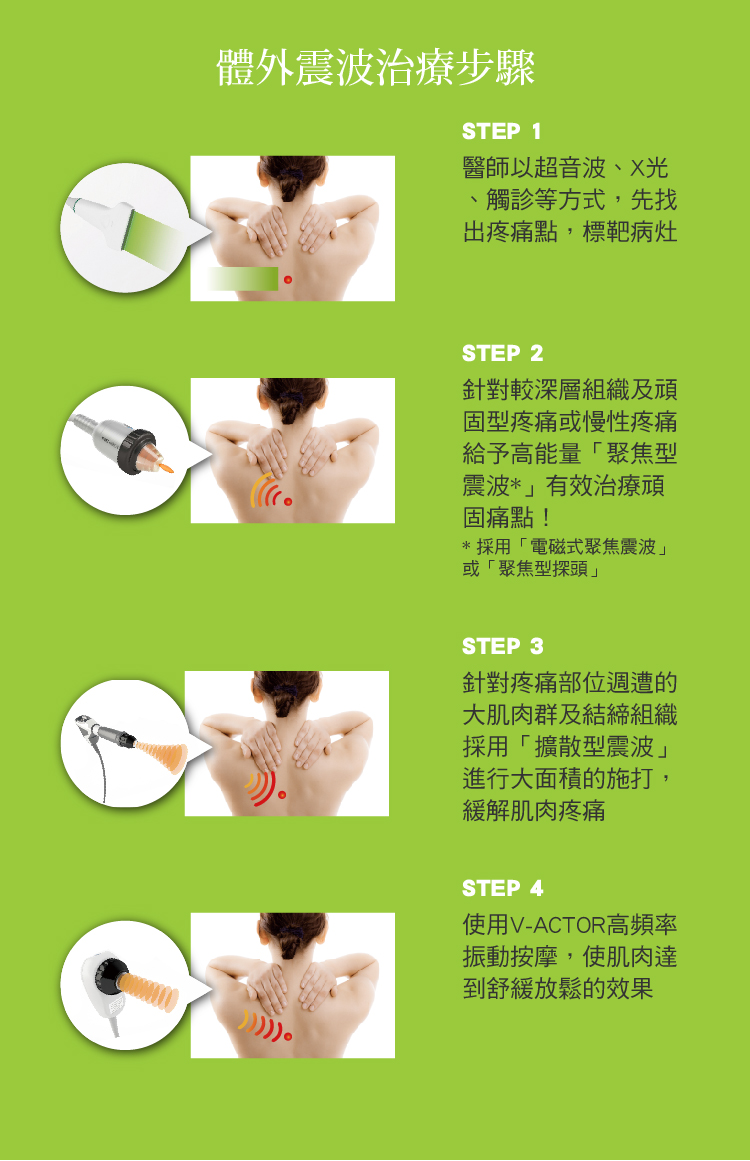 體外震波治療步驟
STEP 1
醫師以超音波、X光
、觸診等方式，先找
出疼痛點，標靶病灶
STEP 2
針對較深層組織及頑
固型疼痛或慢性疼痛
給予高能量「聚焦型
震波*」有效治療頑
固痛點！
* 採用「電磁式聚焦震波」
或「聚焦型探頭」
STEP 3
針對疼痛部位週遭的
大肌肉群及結締組織
採用「擴散型震波」
進行大面積的施打，
緩解肌肉疼痛
STEP 4
使用V-ACTOR高頻率
振動按摩，使肌肉達
到舒緩放鬆的效果